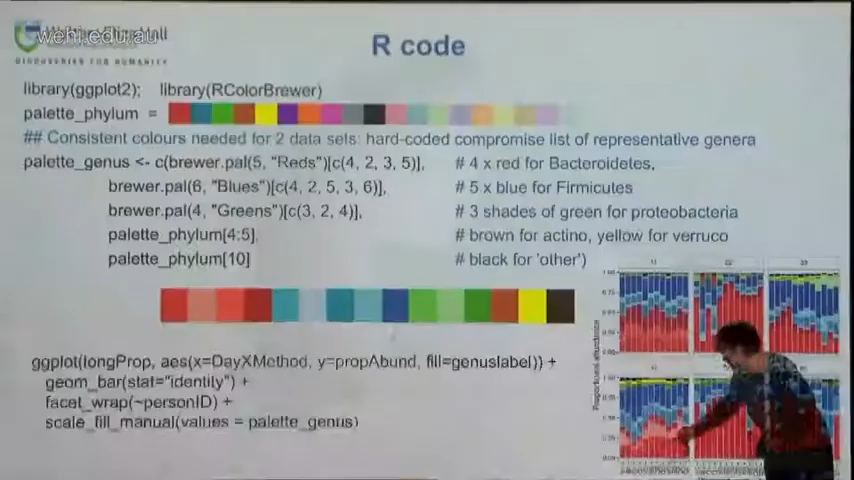 wehi.edu.au
DISCOVERIES FOR HUMANITY
R code
library(ggplot2); library(RColorBrewer)
palette_phylum =
## Consistent colours needed for 2 data sets: hard-coded compromise list of representative genera
palette_genus <- c(brewer.pal(5, "Reds")[c(4, 2, 3, 5)], # 4 x red for Bacteroidetes,
brewer.pal(6, "Blues")[c(4, 2, 5, 3, 6)], # 5 x blue for Firmicutes
brewer.pal(4, "Greens")[c(3, 2, 4)], # 3 shades of green for proteobacteria
palette_phylum[4:5], # brown for actino, yellow for verruco
palette_phylum[10] # black for 'other')
ggplot(longProp, aes(x=DayXMethod, y=propAbund, fill=genuslabel)) +
geom_bar(stat="identity") +
facet_wrap(~personID) +
scale_fill_manual(values = palette_genus)